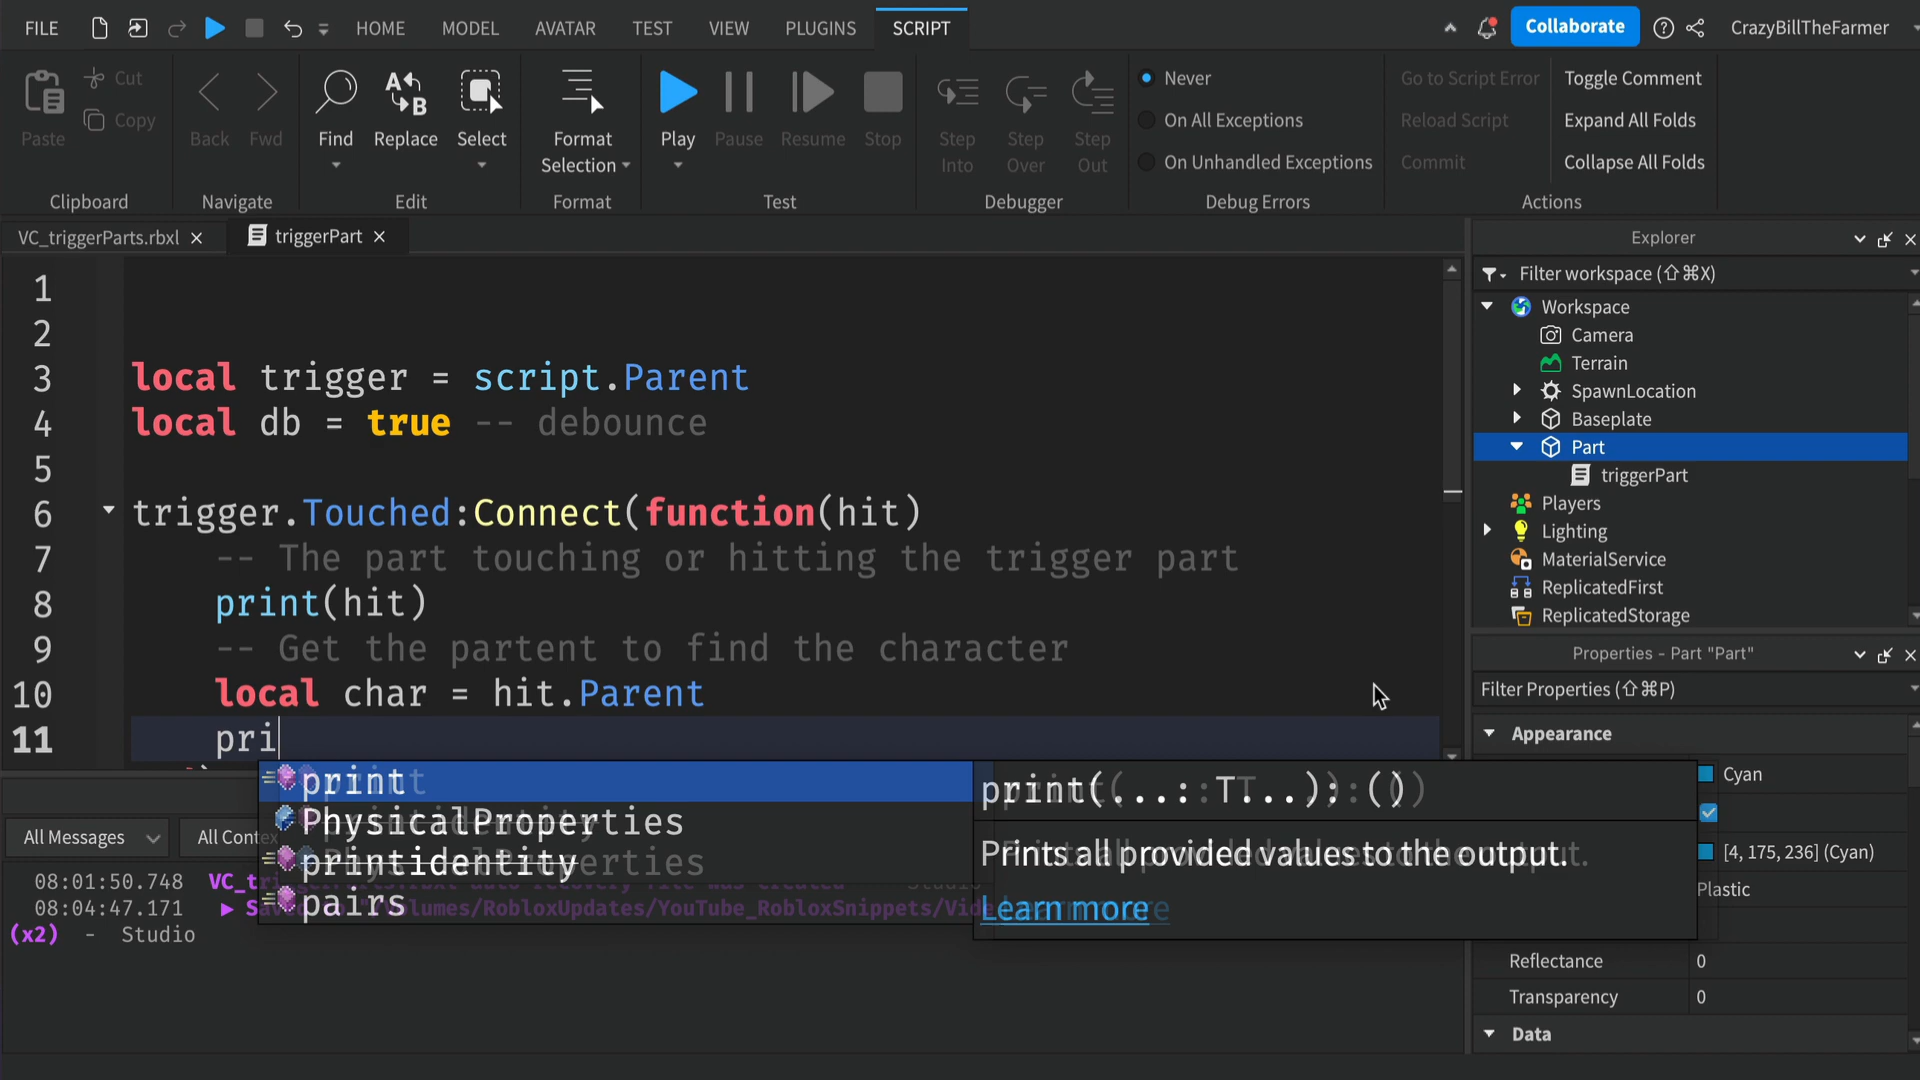 FILE HOME MODEL AVATAR TEST VIEW PLUGINS SCRIPT Collaborate CrazyBillTheFarmer
Paste Cut Copy
Clipboard
Back Fwd
Navigate
Find Replace Select
Edit
Format Selection
Format
Play Pause Resume Stop
Test
Step Into Step Over Step Out
Debugger
Never
On All Exceptions
On Unhandled Exceptions
Debug Errors
Go to Script Error
Reload Script
Commit
Toggle Comment
Expand All Folds
Collapse All Folds
Actions
VC_triggerParts.rbxl triggerPart
1
2
3 local trigger = script.Parent
4 local db = true -- debounce
5
6 trigger.Touched:Connect(function(hit)
7 -- The part touching or hitting the trigger part
8 print(hit)
9 -- Get the partent to find the character
10 local char = hit.Parent
11 pri
print
PhysicalProperties
printidentity
pairs
Prints all provided values to the output.
Learn more
All Messages
08:01:50.748
08:04:47.171
(x2) - Studio
Explorer
Filter workspace (⇧⌘X)
Workspace
Camera
Terrain
SpawnLocation
Baseplate
Part
triggerPart
Players
Lighting
MaterialService
ReplicatedFirst
ReplicatedStorage
Properties - Part "Part"
Filter Properties (⇧⌘P)
Appearance
Cyan
[4, 175, 236] (Cyan)
Plastic
Reflectance 0
Transparency 0
Data